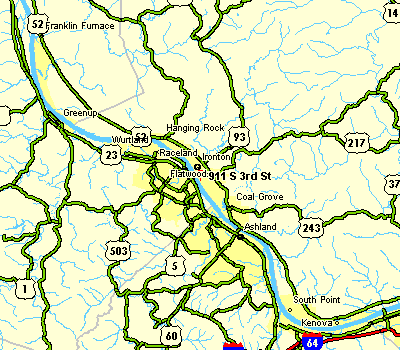 52
Franklin Furnace
14
Greenup
Hanging Rock
Wurtland
52
93
217
23
Raceland
Ironton
Flatwood
911 S 3rd St
37
Coal Grove
Ashland
243
503
5
1
South Point
60
Kenova
64